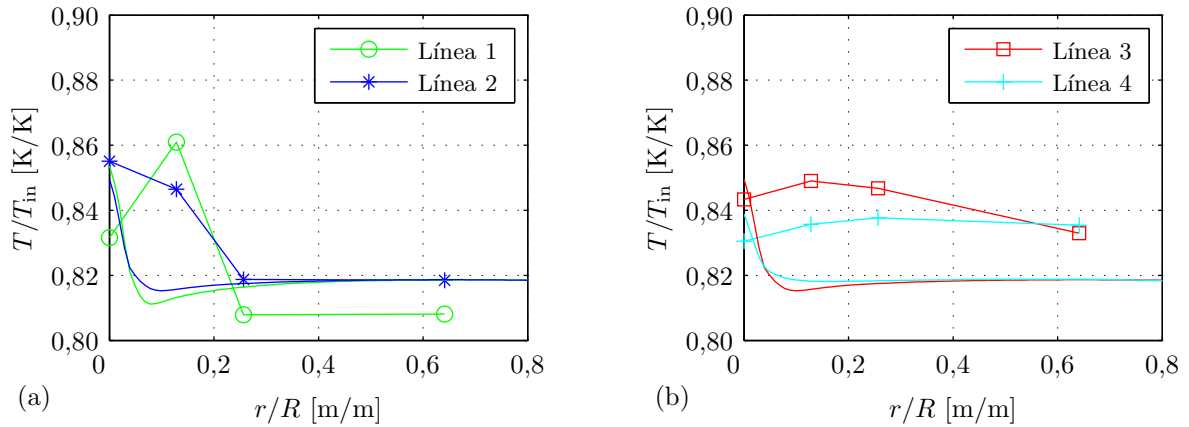 0,90
0,88
0,86
0,84
0,82
0,80
T/T_in [K/K]
Línea 1
Línea 2
0
0,2
0,4
0,6
0,8
r/R [m/m]
(a)
0,90
0,88
0,86
0,84
0,82
0,80
T/T_in [K/K]
Línea 3
Línea 4
0
0,2
0,4
0,6
0,8
r/R [m/m]
(b)